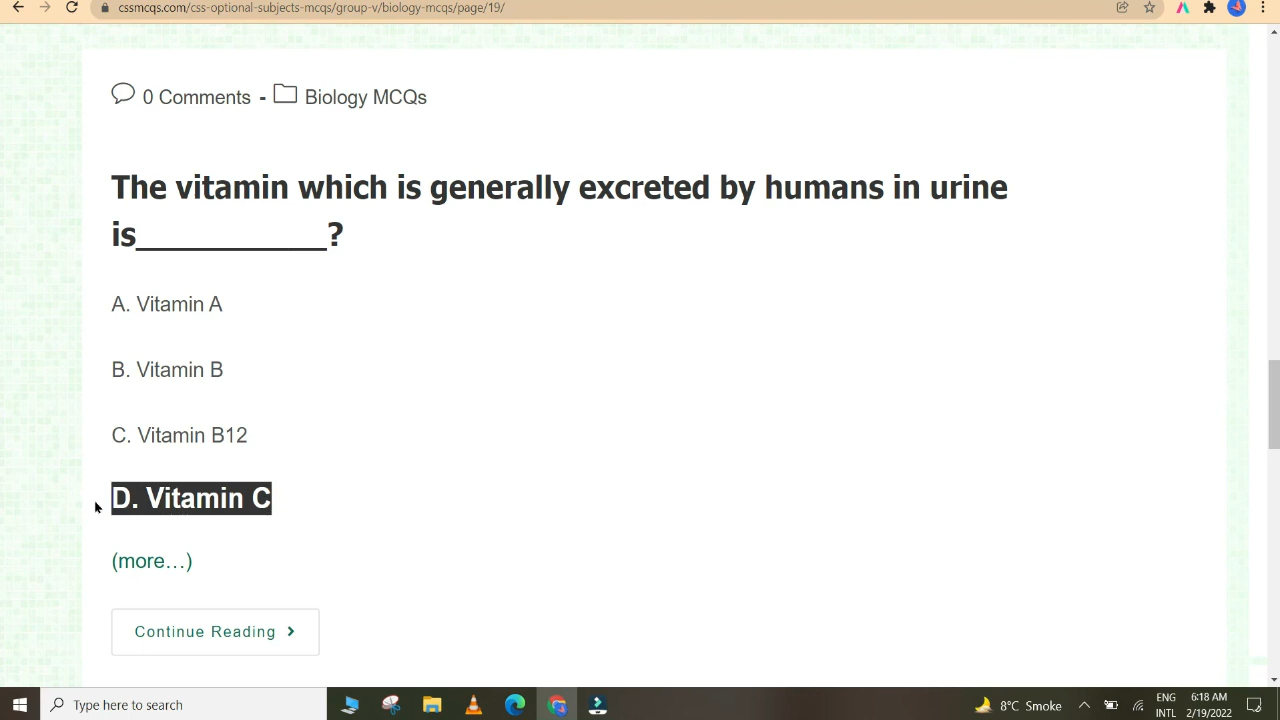 cssmcqs.com/css-optional-subjects-mcqs/group-v/biology-mcqs/page/19/
0 Comments - Biology MCQs
The vitamin which is generally excreted by humans in urine
is___________?
A. Vitamin A
B. Vitamin B
C. Vitamin B12
D. Vitamin C
(more…)
Continue Reading
Type here to search
8°C Smoke
ENG
INTL
6:18 AM
2/19/2022